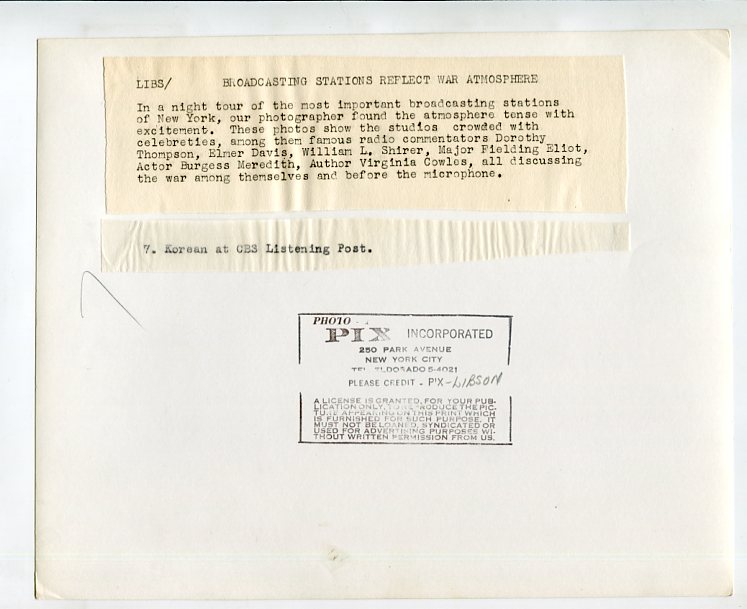 LIBS/ BROADCASTING STATIONS REFLECT WAR ATMOSPHERE
In a night tour of the most important broadcasting stations
of New York, our photographer found the atmosphere tense with
excitement. These photos show the studios crowded with
celebreties, among them famous radio commentators Dorothy
Thompson, Elmer Davis, William L. Shirer, Major Fielding Eliot,
Actor Burgess Meredith, Author Virginia Cowles, all discussing
the war among themselves and before the microphone.
7. Korean at CBS Listening Post.
PHOTO
PIX INCORPORATED
250 PARK AVENUE
NEW YORK CITY
TEL. ELDORADO 5-4021
PLEASE CREDIT - PIX-LIBSON
A LICENSE IS GRANTED, FOR YOUR PUB-
LICATION ONLY, TO REPRODUCE THE PIC-
TURE APPEARING ON THIS PRINT WHICH
IS FURNISHED FOR SUCH PURPOSE. IT
MUST NOT BE LOANED, SYNDICATED OR
USED FOR ADVERTISING PURPOSES WI-
THOUT WRITTEN PERMISSION FROM US.